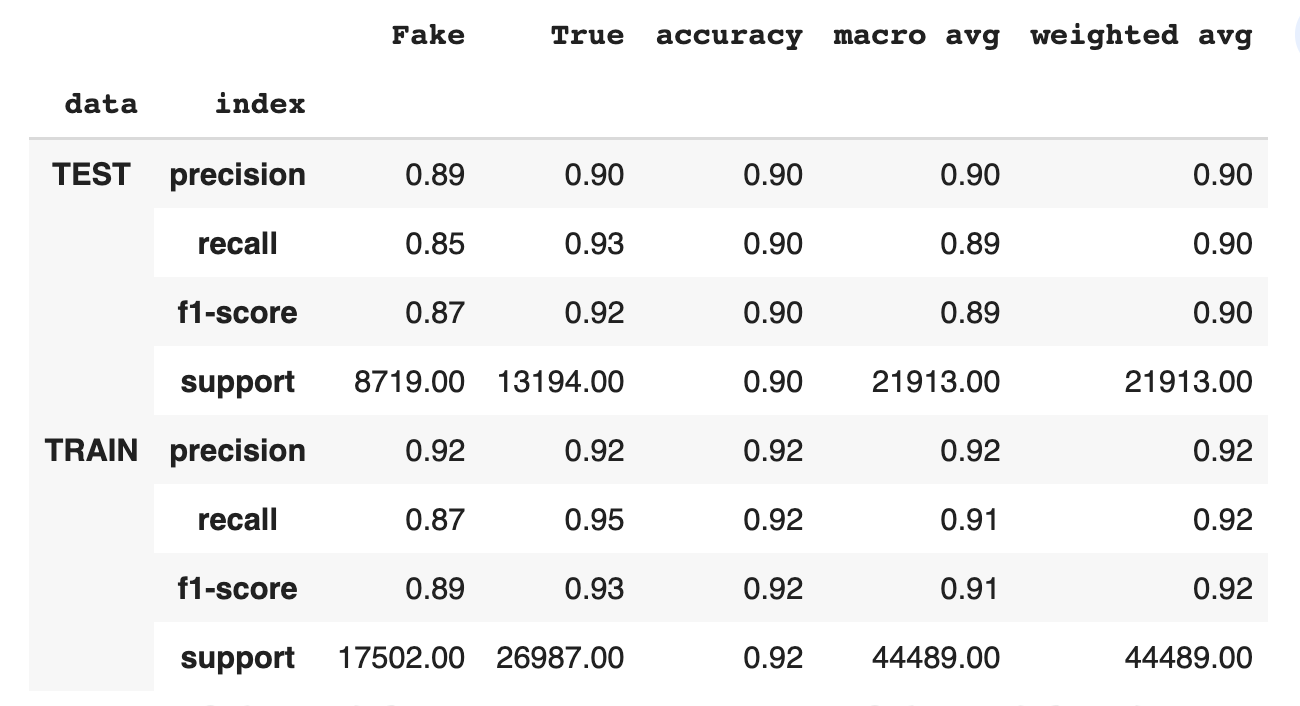 Fake True accuracy macro avg weighted avg
data index
TEST precision 0.89 0.90 0.90 0.90 0.90
recall 0.85 0.93 0.90 0.89 0.90
f1-score 0.87 0.92 0.90 0.89 0.90
support 8719.00 13194.00 0.90 21913.00 21913.00
TRAIN precision 0.92 0.92 0.92 0.92 0.92
recall 0.87 0.95 0.92 0.91 0.92
f1-score 0.89 0.93 0.92 0.91 0.92
support 17502.00 26987.00 0.92 44489.00 44489.00